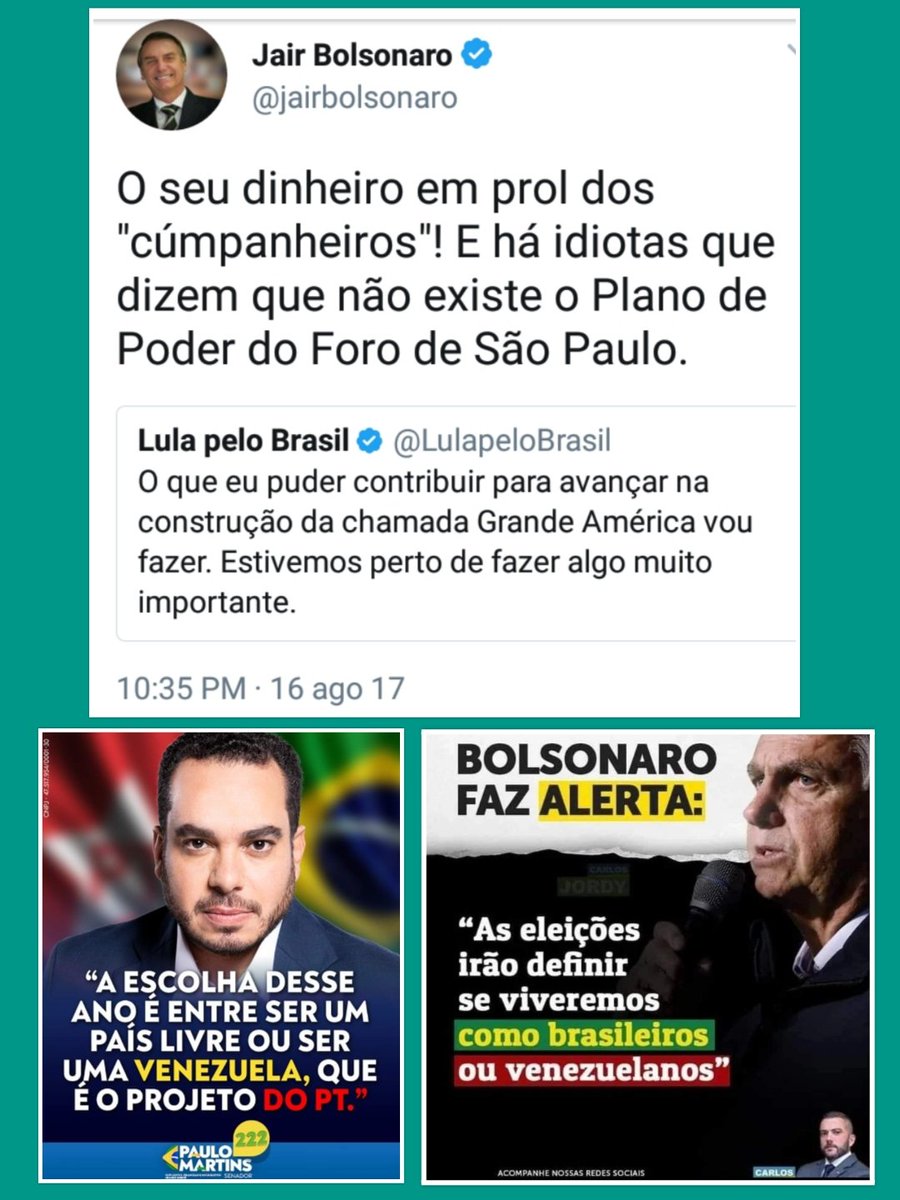 Jair Bolsonaro
@jairbolsonaro
O seu dinheiro em prol dos
"cúmpanheiros"! E há idiotas que
dizem que não existe o Plano de
Poder do Foro de São Paulo.
Lula pelo Brasil @LulapeloBrasil
O que eu puder contribuir para avançar na
construção da chamada Grande América vou
fazer. Estivemos perto de fazer algo muito
importante.
10:35 PM · 16 ago 17
“A ESCOLHA DESSE
ANO É ENTRE SER UM
PAÍS LIVRE OU SER
UMA VENEZUELA, QUE
É O PROJETO DO PT.”
222
PAULO
MARTINS
SENADOR
BOLSONARO
FAZ ALERTA:
CARLOS
JORDY
“As eleições
irão definir
se viveremos
como brasileiros
ou venezuelanos”
ACOMPANHE NOSSAS REDES SOCIAIS
CARLOS